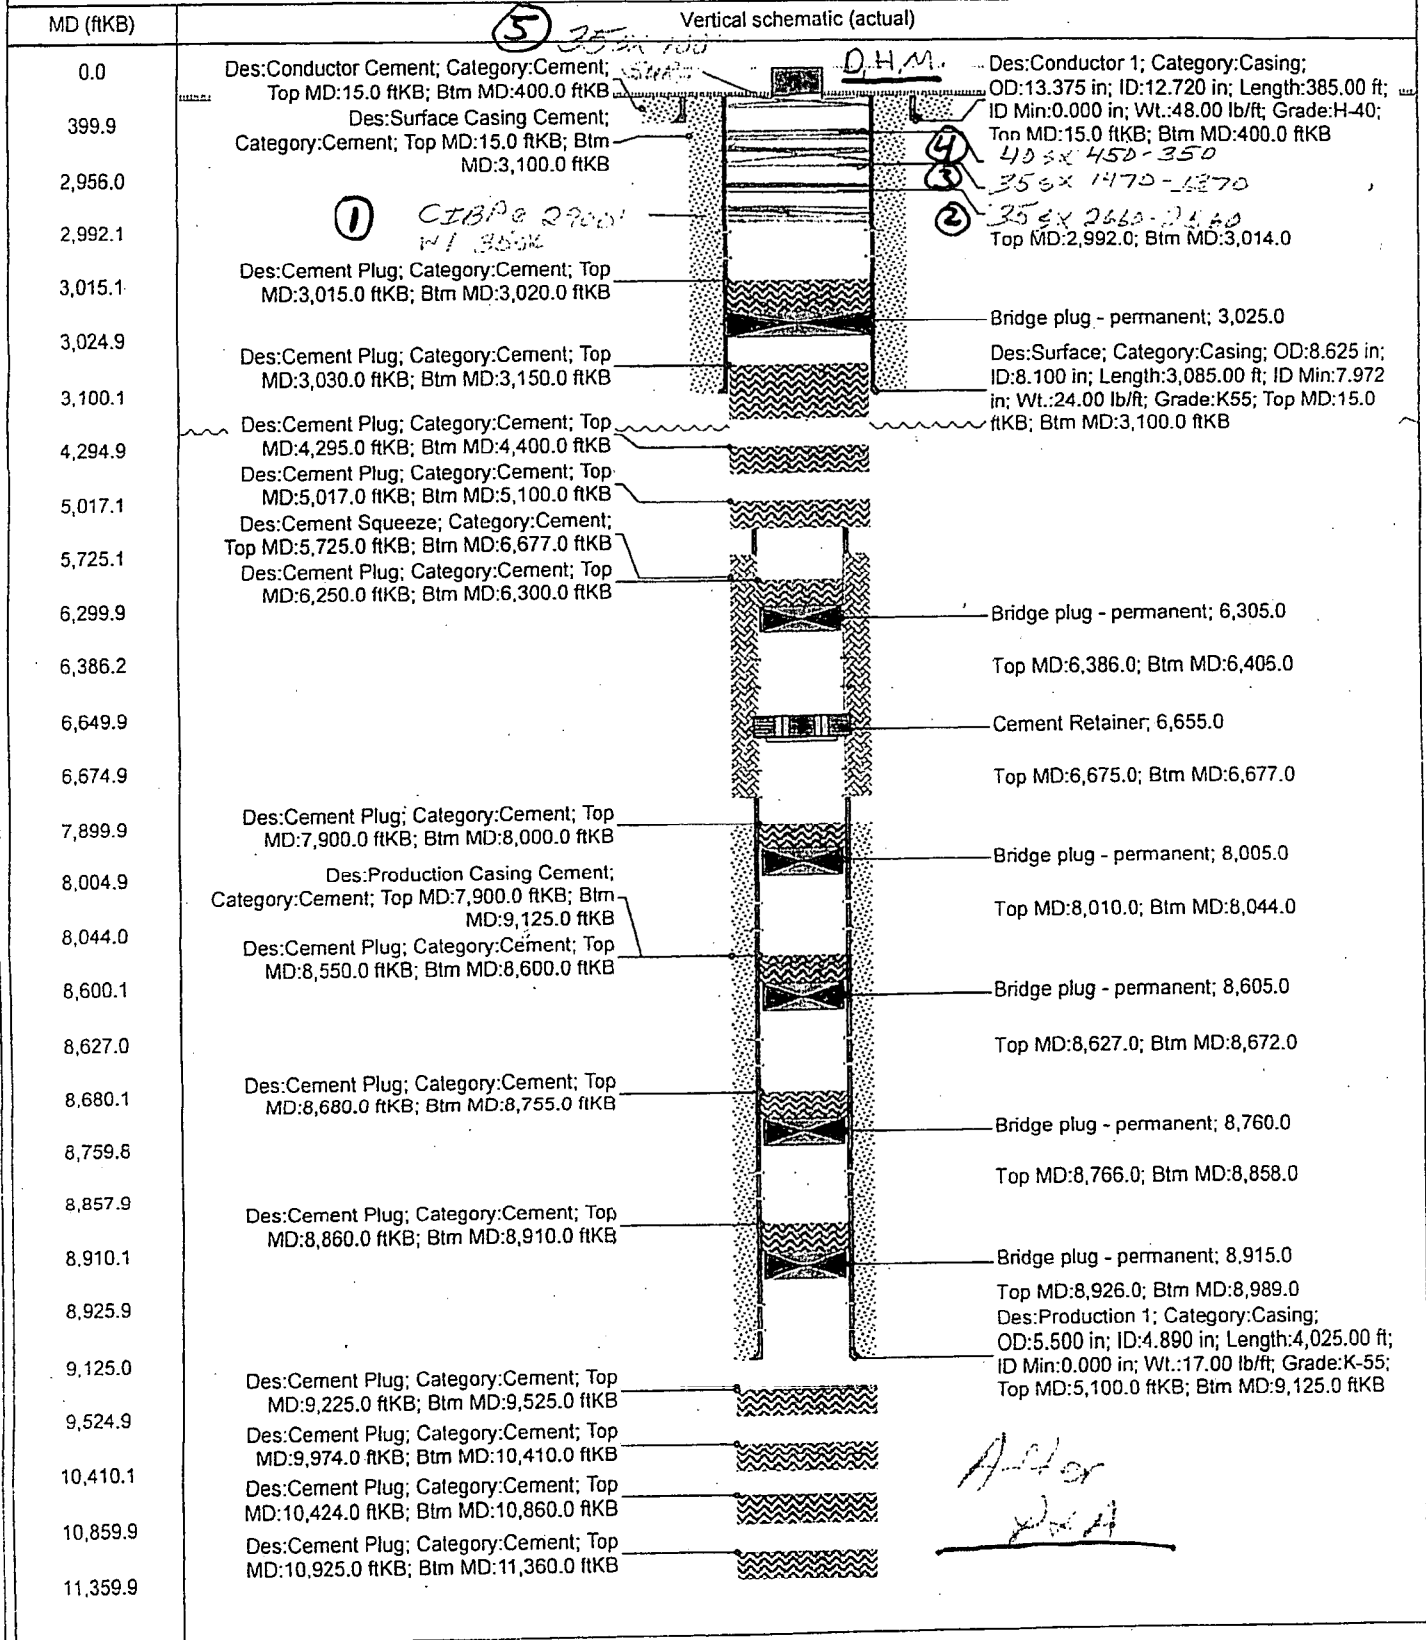 MD (ftKB)
Vertical schematic (actual)
⑤ 35sx 100'
D.H.M.
0.0
399.9
2,956.0
2,992.1
3,015.1
3,024.9
3,100.1
4,294.9
5,017.1
5,725.1
6,299.9
6,386.2
6,649.9
6,674.9
7,899.9
8,004.9
8,044.0
8,600.1
8,627.0
8,680.1
8,759.8
8,857.9
8,910.1
8,925.9
9,125.0
9,524.9
10,410.1
10,859.9
11,359.9
Des:Conductor Cement; Category:Cement;
Top MD:15.0 ftKB; Btm MD:400.0 ftKB
Des:Surface Casing Cement;
Category:Cement; Top MD:15.0 ftKB; Btm
MD:3,100.0 ftKB
① CIBP@ 2900'
W/ 35sx
Des:Cement Plug; Category:Cement; Top
MD:3,015.0 ftKB; Btm MD:3,020.0 ftKB
Des:Cement Plug; Category:Cement; Top
MD:3,030.0 ftKB; Btm MD:3,150.0 ftKB
Des:Cement Plug; Category:Cement; Top
MD:4,295.0 ftKB; Btm MD:4,400.0 ftKB
Des:Cement Plug; Category:Cement; Top
MD:5,017.0 ftKB; Btm MD:5,100.0 ftKB
Des:Cement Squeeze; Category:Cement;
Top MD:5,725.0 ftKB; Btm MD:6,677.0 ftKB
Des:Cement Plug; Category:Cement; Top
MD:6,250.0 ftKB; Btm MD:6,300.0 ftKB
Des:Cement Plug; Category:Cement; Top
MD:7,900.0 ftKB; Btm MD:8,000.0 ftKB
Des:Production Casing Cement;
Category:Cement; Top MD:7,900.0 ftKB; Btm
MD:9,125.0 ftKB
Des:Cement Plug; Category:Cement; Top
MD:8,550.0 ftKB; Btm MD:8,600.0 ftKB
Des:Cement Plug; Category:Cement; Top
MD:8,680.0 ftKB; Btm MD:8,755.0 ftKB
Des:Cement Plug; Category:Cement; Top
MD:8,860.0 ftKB; Btm MD:8,910.0 ftKB
Des:Cement Plug; Category:Cement; Top
MD:9,225.0 ftKB; Btm MD:9,525.0 ftKB
Des:Cement Plug; Category:Cement; Top
MD:9,974.0 ftKB; Btm MD:10,410.0 ftKB
Des:Cement Plug; Category:Cement; Top
MD:10,424.0 ftKB; Btm MD:10,860.0 ftKB
Des:Cement Plug; Category:Cement; Top
MD:10,925.0 ftKB; Btm MD:11,360.0 ftKB
Des:Conductor 1; Category:Casing;
OD:13.375 in; ID:12.720 in; Length:385.00 ft;
ID Min:0.000 in; Wt.:48.00 lb/ft; Grade:H-40;
Top MD:15.0 ftKB; Btm MD:400.0 ftKB
④ 40sx 450-350
③ 35sx 1470-1370
② 35sx 2660-2560
Top MD:2,992.0; Btm MD:3,014.0
Bridge plug - permanent; 3,025.0
Des:Surface; Category:Casing; OD:8.625 in;
ID:8.100 in; Length:3,085.00 ft; ID Min:7.972
in; Wt.:24.00 lb/ft; Grade:K55; Top MD:15.0
ftKB; Btm MD:3,100.0 ftKB
Bridge plug - permanent; 6,305.0
Top MD:6,386.0; Btm MD:6,406.0
Cement Retainer; 6,655.0
Top MD:6,675.0; Btm MD:6,677.0
Bridge plug - permanent; 8,005.0
Top MD:8,010.0; Btm MD:8,044.0
Bridge plug - permanent; 8,605.0
Top MD:8,627.0; Btm MD:8,672.0
Bridge plug - permanent; 8,760.0
Top MD:8,766.0; Btm MD:8,858.0
Bridge plug - permanent; 8,915.0
Top MD:8,926.0; Btm MD:8,989.0
Des:Production 1; Category:Casing;
OD:5.500 in; ID:4.890 in; Length:4,025.00 ft;
ID Min:0.000 in; Wt.:17.00 lb/ft; Grade:K-55;
Top MD:5,100.0 ftKB; Btm MD:9,125.0 ftKB
After
PxA